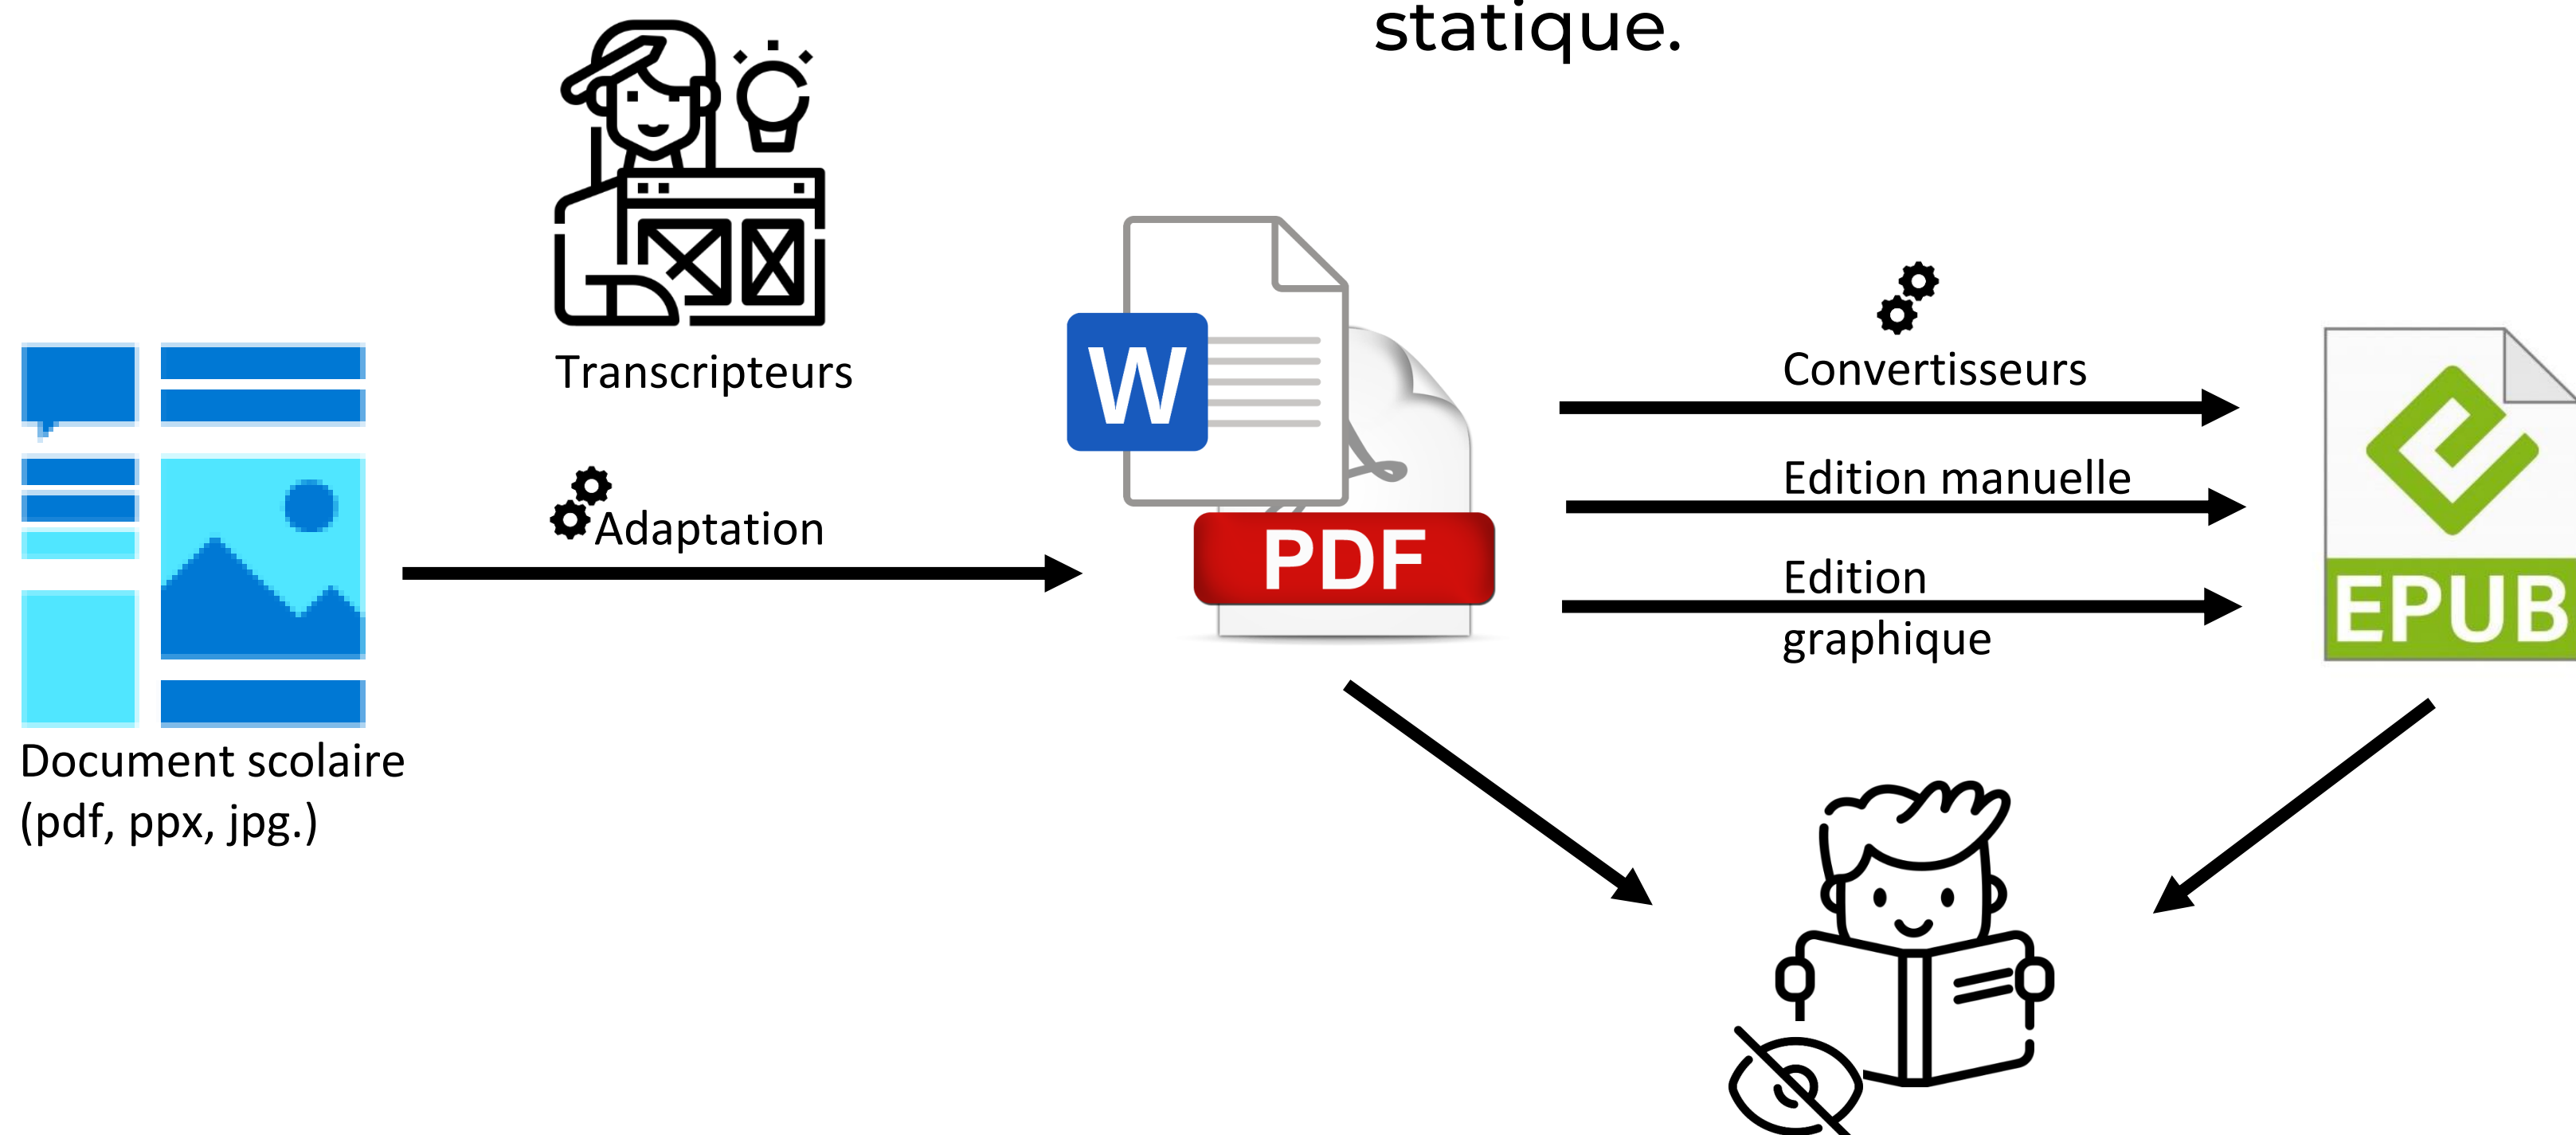 statique.
Transcripteurs
Adaptation
Document scolaire
(pdf, ppx, jpg.)
W
PDF
Convertisseurs
Edition manuelle
Edition
graphique
EPUB